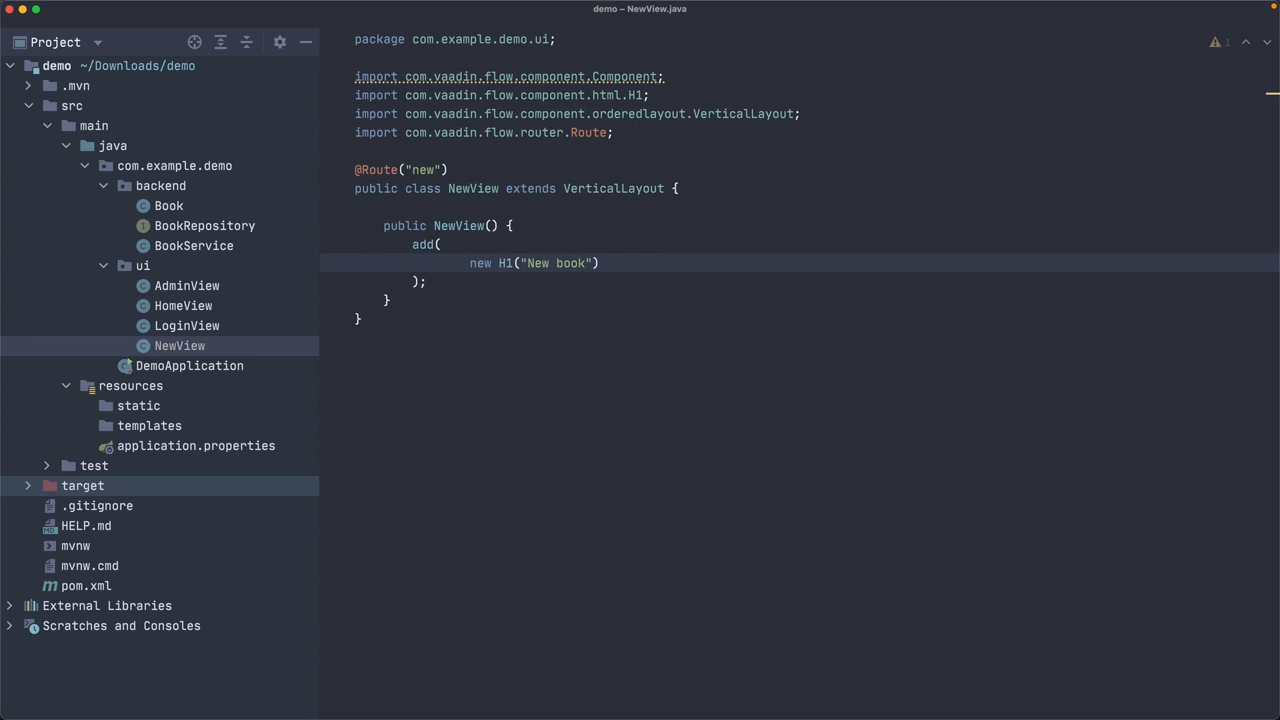 demo – NewView.java
Project
demo ~/Downloads/demo
.mvn
src
main
java
com.example.demo
backend
Book
BookRepository
BookService
ui
AdminView
HomeView
LoginView
NewView
DemoApplication
resources
static
templates
application.properties
test
target
.gitignore
HELP.md
mvnw
mvnw.cmd
pom.xml
External Libraries
Scratches and Consoles
package com.example.demo.ui;
import com.vaadin.flow.component.Component;
import com.vaadin.flow.component.html.H1;
import com.vaadin.flow.component.orderedlayout.VerticalLayout;
import com.vaadin.flow.router.Route;
@Route("new")
public class NewView extends VerticalLayout {
public NewView() {
add(
new H1("New book")
);
}
}
1